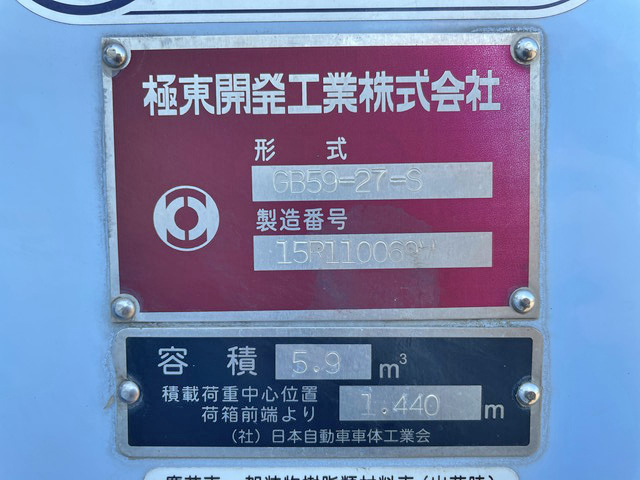 極東開発工業株式会社
形 式
GB59-27-S
製造番号
容 積 5.9 m³
積載荷重中心位置
荷箱前端より 1.440 m
(社)日本自動車車体工業会